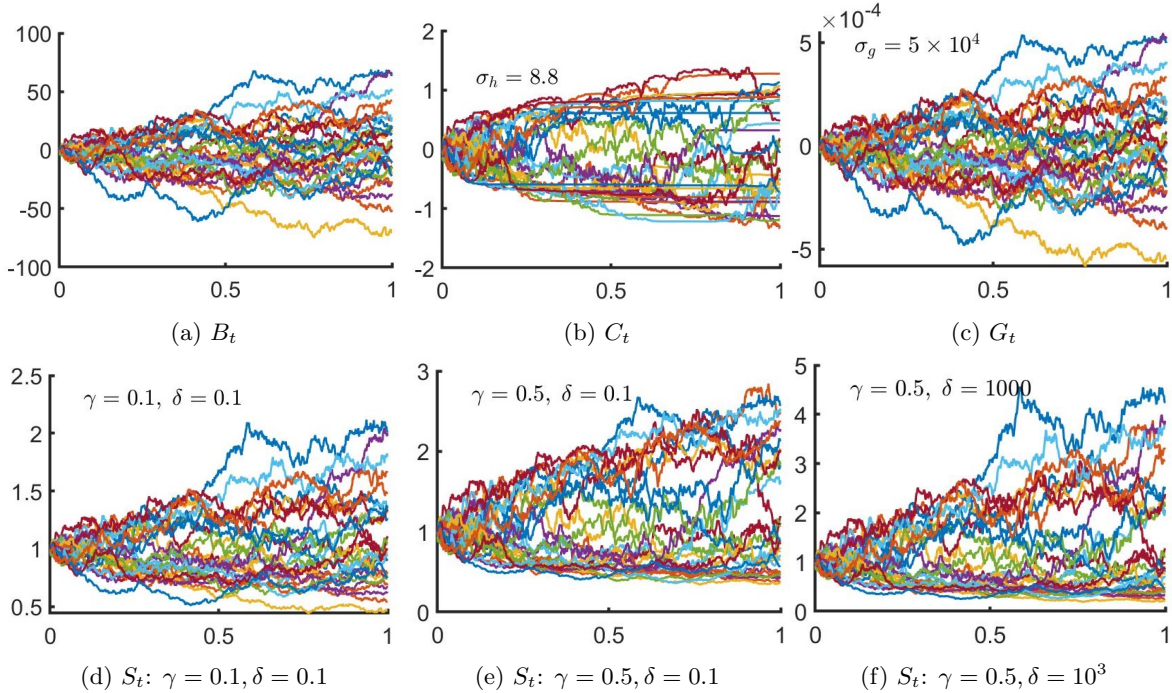 100
50
0
-50
-100
0 0.5 1
(a) B_t
2
1
0
-1
-2
σ_h = 8.8
0 0.5 1
(b) C_t
×10^-4
5
0
-5
σ_g = 5 × 10^4
0 0.5 1
(c) G_t
2.5
2
1.5
1
0.5
γ = 0.1, δ = 0.1
0 0.5 1
(d) S_t: γ = 0.1, δ = 0.1
3
2
1
0
γ = 0.5, δ = 0.1
0 0.5 1
(e) S_t: γ = 0.5, δ = 0.1
5
4
3
2
1
0
γ = 0.5, δ = 1000
0 0.5 1
(f) S_t: γ = 0.5, δ = 10^3